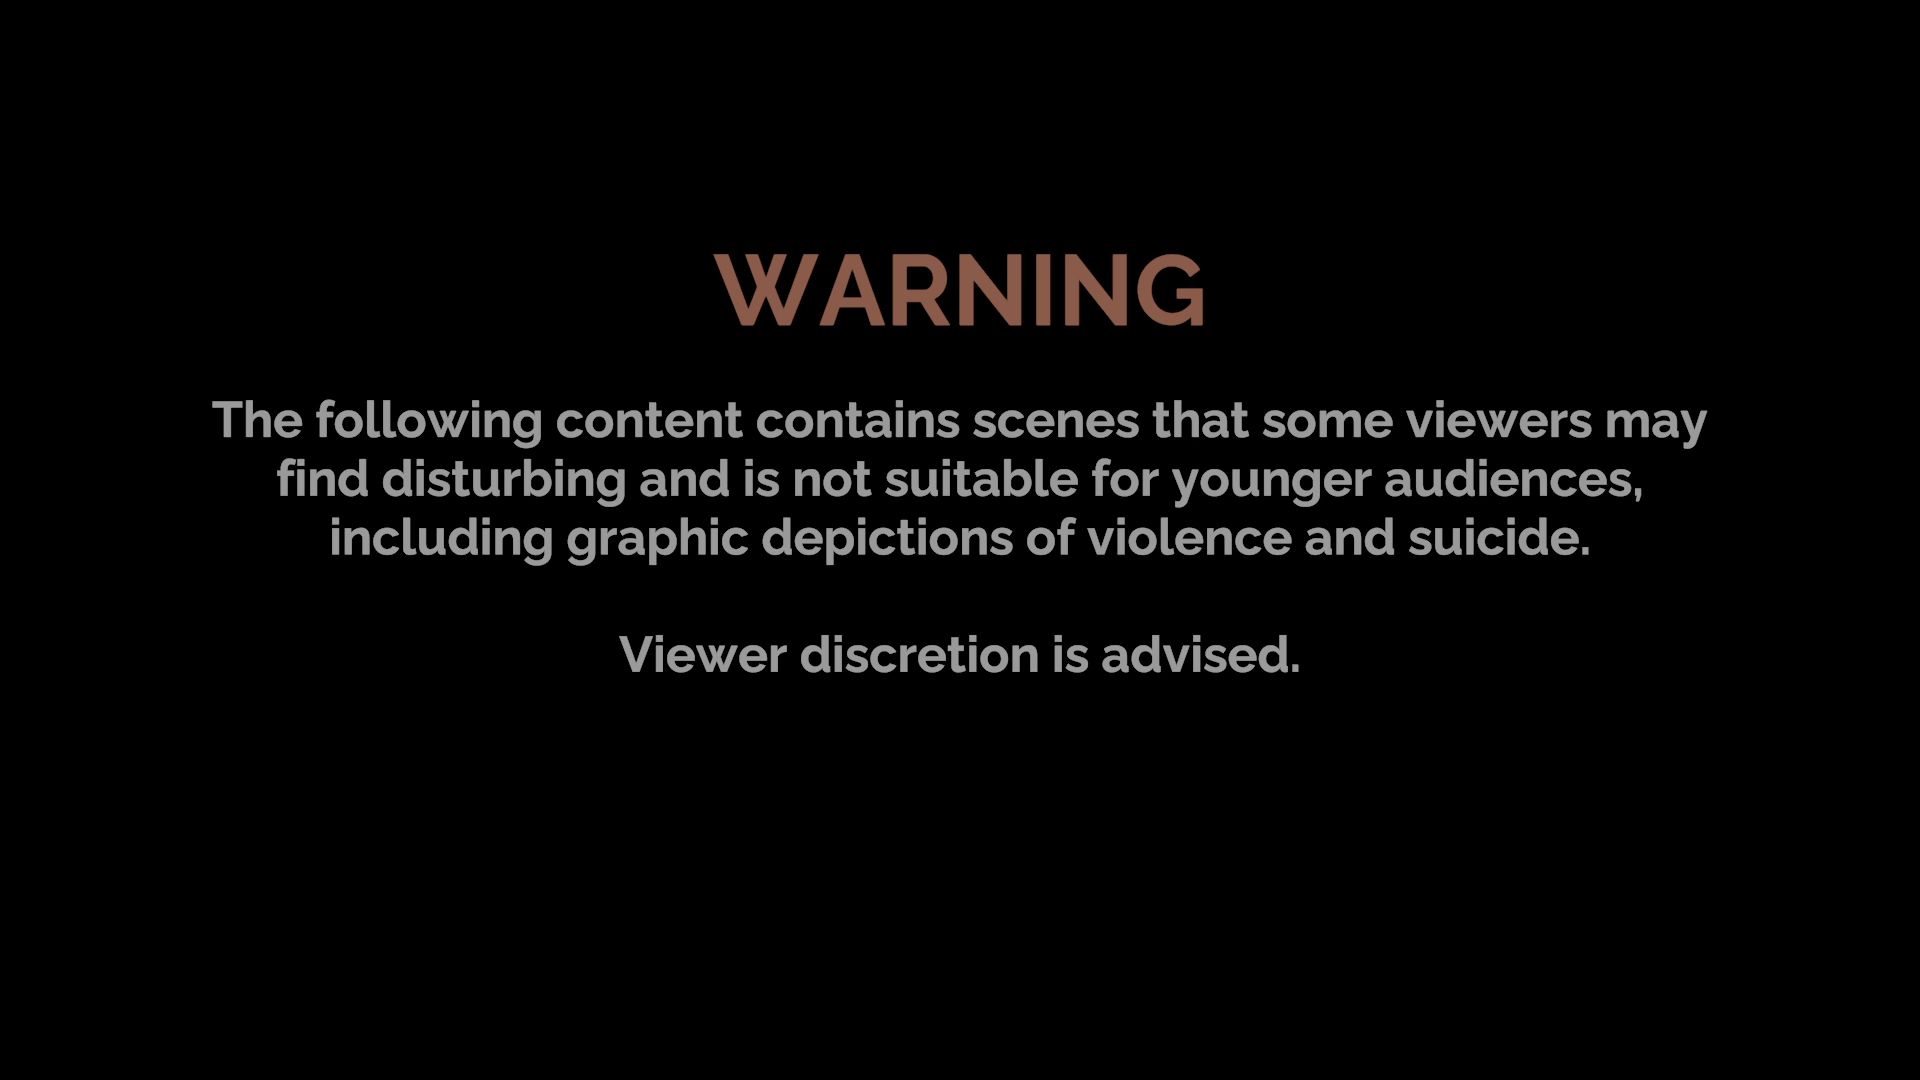 WARNING
The following content contains scenes that some viewers may
find disturbing and is not suitable for younger audiences,
including graphic depictions of violence and suicide.
Viewer discretion is advised.